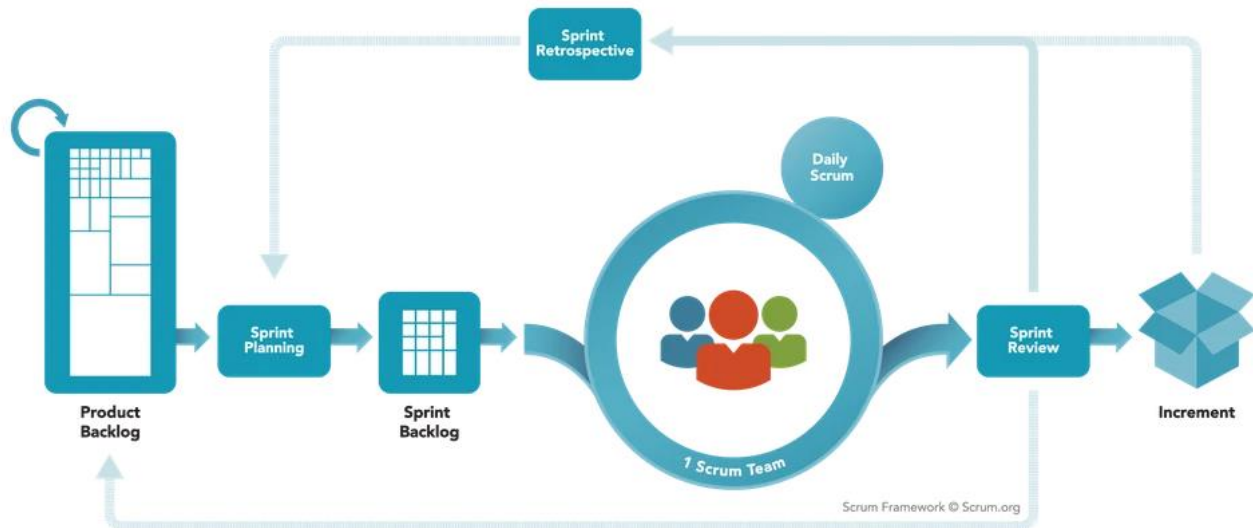 Sprint
Retrospective
Daily
Scrum
Sprint
Planning
Sprint
Review
Product
Backlog
Sprint
Backlog
Increment
1 Scrum Team
Scrum Framework © Scrum.org